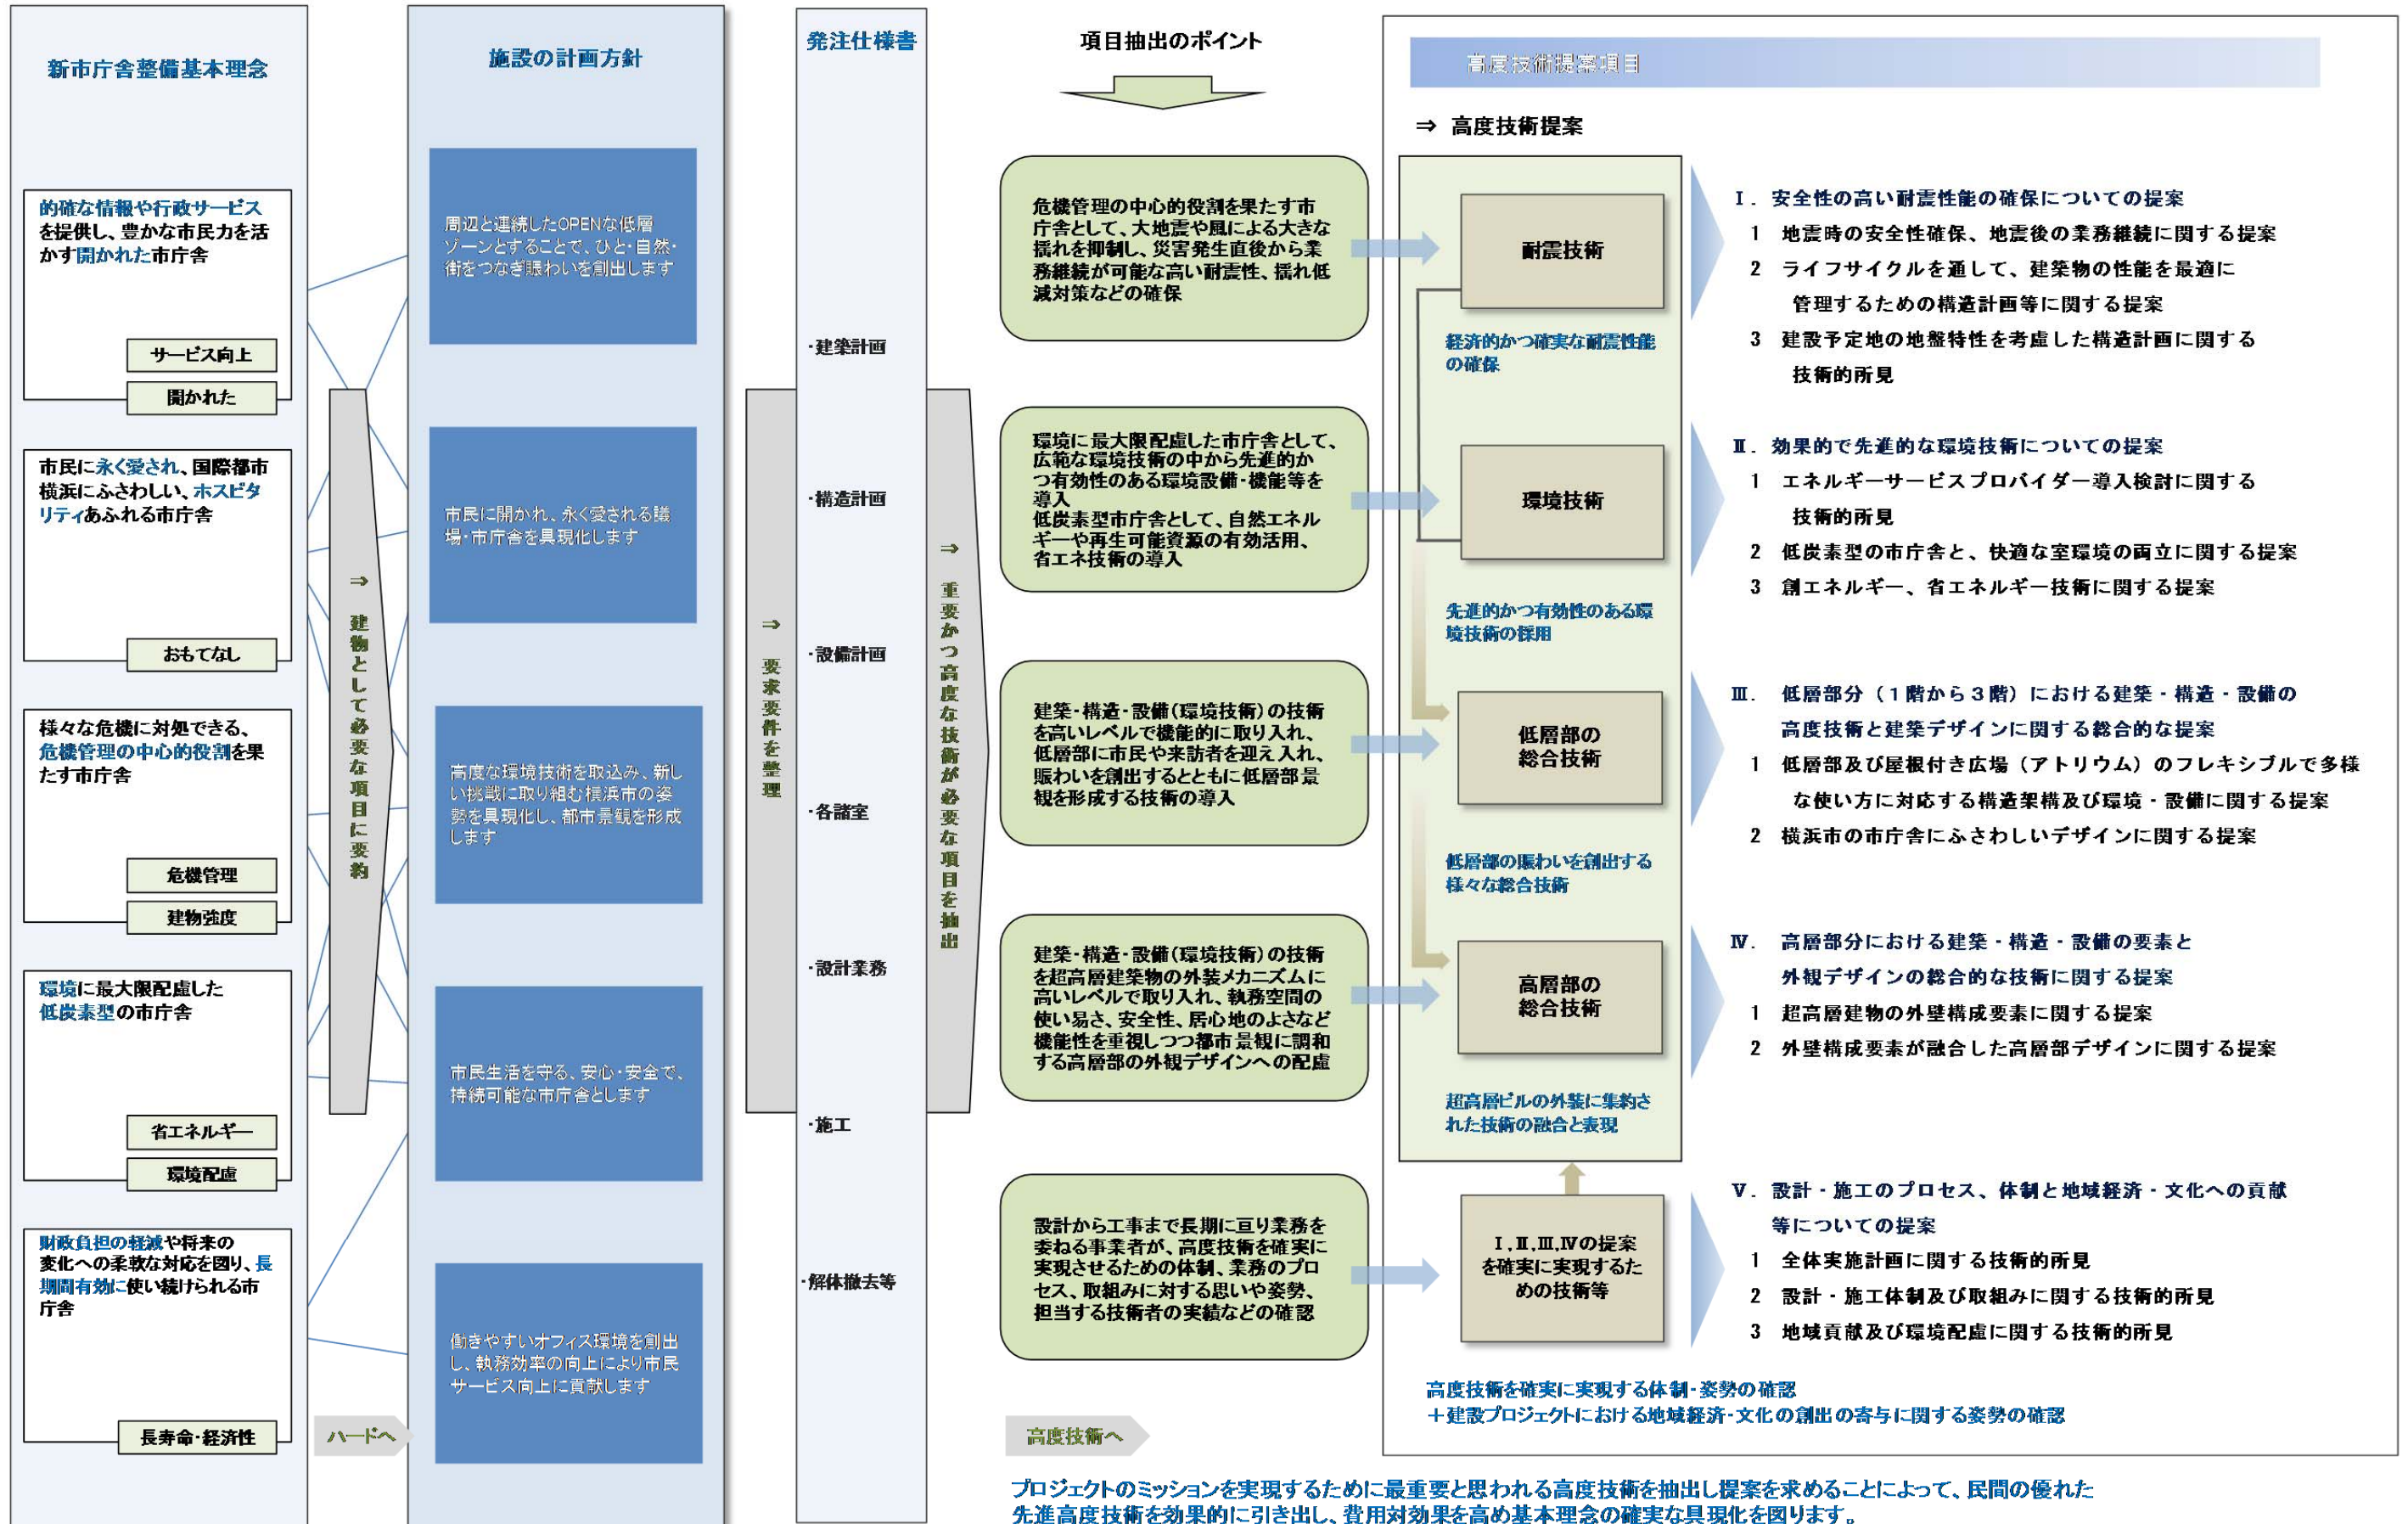 新市庁舎整備基本理念
的確な情報や行政サービス
を提供し、豊かな市民力を活
かす開かれた市庁舎
サービス向上
開かれた
市民に永く愛され、国際都市
横浜にふさわしい、ホスピタ
リティあふれる市庁舎
おもてなし
様々な危機に対処できる、
危機管理の中心的役割を果
たす市庁舎
危機管理
建物強度
環境に最大限配慮した
低炭素型の市庁舎
省エネルギー
環境配慮
財政負担の軽減や将来の
変化への柔軟な対応を図り、長
期間有効に使い続けられる市
庁舎
長寿命・経済性
⇒ 建物として必要な項目に要約
ハードへ
施設の計画方針
周辺と連続したOPENな低層
ゾーンとすることで、ひと・自然・
街をつなぎ賑わいを創出します
市民に開かれ、永く愛される議
場・市庁舎を具現化します
高度な環境技術を取込み、新し
い挑戦に取り組む横浜市の姿
勢を具現化し、都市景観を形成
します
市民生活を守る、安心・安全で、
持続可能な市庁舎とします
働きやすいオフィス環境を創出
し、執務効率の向上により市民
サービス向上に貢献します
⇒ 要求要件を整理
発注仕様書
・建築計画
・構造計画
・設備計画
・各諸室
・設計業務
・施工
・解体撤去等
⇒ 重要かつ高度な技術が必要な項目を抽出
項目抽出のポイント
危機管理の中心的役割を果たす市
庁舎として、大地震や風による大きな
揺れを抑制し、災害発生直後から業
務継続が可能な高い耐震性、揺れ低
減対策などの確保
環境に最大限配慮した市庁舎として、
広範な環境技術の中から先進的か
つ有効性のある環境設備・機能等を
導入
低炭素型市庁舎として、自然エネル
ギーや再生可能資源の有効活用、
省エネ技術の導入
建築・構造・設備(環境技術)の技術
を高いレベルで機能的に取り入れ、
低層部に市民や来訪者を迎え入れ、
賑わいを創出するとともに低層部景
観を形成する技術の導入
建築・構造・設備(環境技術)の技術
を超高層建築物の外装メカニズムに
高いレベルで取り入れ、執務空間の
使い易さ、安全性、居心地のよさなど
機能性を重視しつつ都市景観に調和
する高層部の外観デザインへの配慮
設計から工事まで長期に亘り業務を
委ねる事業者が、高度技術を確実に
実現させるための体制、業務のプロ
セス、取組みに対する思いや姿勢、
担当する技術者の実績などの確認
高度技術へ
高度技術提案項目
⇒ 高度技術提案
耐震技術
経済的かつ確実な耐震性能
の確保
環境技術
先進的かつ有効性のある環
境技術の採用
低層部の
総合技術
低層部の賑わいを創出する
様々な総合技術
高層部の
総合技術
超高層ビルの外装に集約さ
れた技術の融合と表現
Ⅰ,Ⅱ,Ⅲ,Ⅳの提案
を確実に実現するた
めの技術等
Ⅰ. 安全性の高い耐震性能の確保についての提案
1 地震時の安全性確保、地震後の業務継続に関する提案
2 ライフサイクルを通して、建築物の性能を最適に
管理するための構造計画等に関する提案
3 建設予定地の地盤特性を考慮した構造計画に関する
技術的所見
Ⅱ. 効果的で先進的な環境技術についての提案
1 エネルギーサービスプロバイダー導入検討に関する
技術的所見
2 低炭素型の市庁舎と、快適な室環境の両立に関する提案
3 創エネルギー、省エネルギー技術に関する提案
Ⅲ. 低層部分（1階から3階）における建築・構造・設備の
高度技術と建築デザインに関する総合的な提案
1 低層部及び屋根付き広場（アトリウム）のフレキシブルで多様
な使い方に対応する構造架構及び環境・設備に関する提案
2 横浜市の市庁舎にふさわしいデザインに関する提案
Ⅳ. 高層部分における建築・構造・設備の要素と
外観デザインの総合的な技術に関する提案
1 超高層建物の外壁構成要素に関する提案
2 外壁構成要素が融合した高層部デザインに関する提案
Ⅴ. 設計・施工のプロセス、体制と地域経済・文化への貢献
等についての提案
1 全体実施計画に関する技術的所見
2 設計・施工体制及び取組みに関する技術的所見
3 地域貢献及び環境配慮に関する技術的所見
高度技術を確実に実現する体制・姿勢の確認
＋建設プロジェクトにおける地域経済・文化の創出の寄与に関する姿勢の確認
プロジェクトのミッションを実現するために最重要と思われる高度技術を抽出し提案を求めることによって、民間の優れた
先進高度技術を効果的に引き出し、費用対効果を高め基本理念の確実な具現化を図ります。